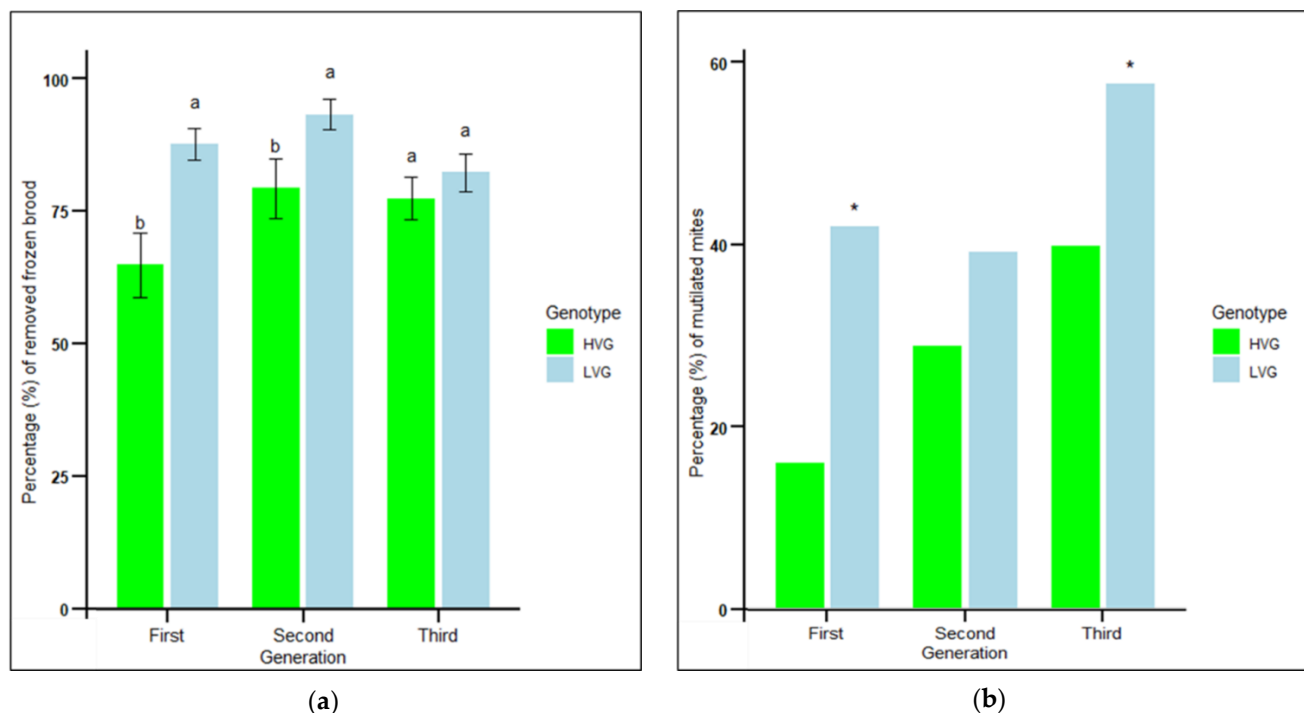 Percentage (%) of removed frozen brood
100
75
50
25
0
b
a
b
a
a
a
First
Second
Third
Generation
Genotype
HVG
LVG
(a)
Percentage (%) of mutilated mites
60
40
20
0
*
*
First
Second
Third
Generation
Genotype
HVG
LVG
(b)